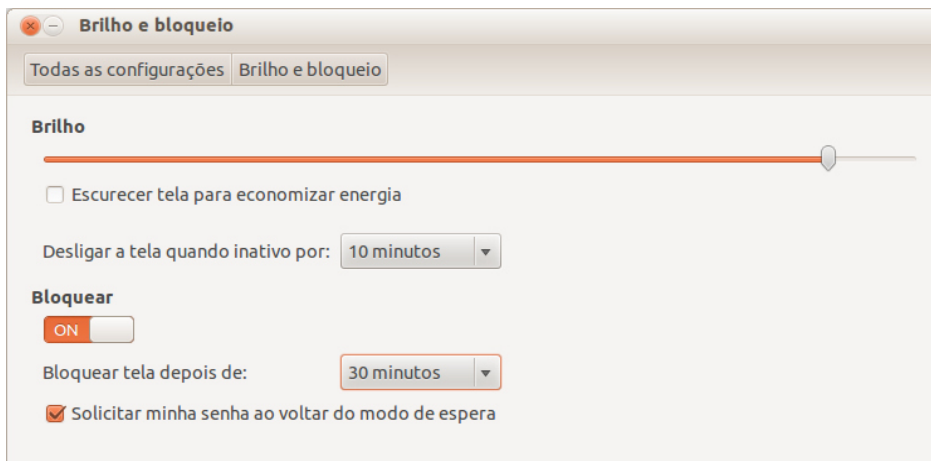 Brilho e bloqueio
Todas as configurações Brilho e bloqueio
Brilho
Escurecer tela para economizar energia
Desligar a tela quando inativo por: 10 minutos
Bloquear
ON
Bloquear tela depois de: 30 minutos
Solicitar minha senha ao voltar do modo de espera